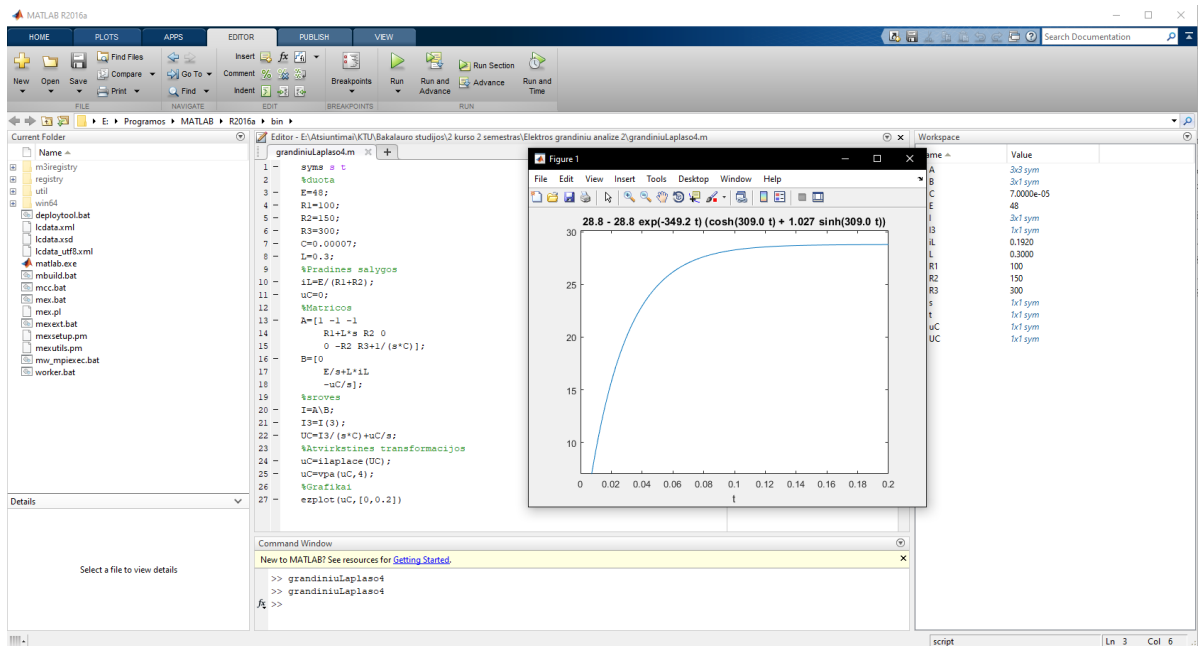 MATLAB R2016a
HOME PLOTS APPS EDITOR PUBLISH VIEW
Search Documentation
New Open Save Find Files Compare Print
Go To Find
Insert fx
Comment
Indent
Breakpoints Run Run and Advance Run Section Advance Run and Time
FILE NAVIGATE EDIT BREAKPOINTS RUN
E: Programos MATLAB R2016a bin
Current Folder
Name
m3iregistry
registry
util
win64
deploytool.bat
lcdata.xml
lcdata.xsd
lcdata_utf8.xml
matlab.exe
mbuild.bat
mcc.bat
mex.bat
mex.pl
mexext.bat
mexsetup.pm
mexutils.pm
mw_mpiexec.bat
worker.bat
Details
Select a file to view details
Editor - E:\Atsiuntimai\KTU\Bakalauro studijos\2 kurso 2 semestras\Elektros grandiniu analize 2\grandiniuLaplaso4.m
grandiniuLaplaso4.m
1 - syms s t
2 %duota
3 - E=48;
4 - R1=100;
5 - R2=150;
6 - R3=300;
7 - C=0.00007;
8 - L=0.3;
9 %Pradines salygos
10 - iL=E/(R1+R2);
11 - uC=0;
12 %Matricos
13 - A=[1 -1 -1
14 R1+L*s R2 0
15 0 -R2 R3+1/(s*C)];
16 - B=[0
17 E/s+L*iL
18 -uC/s];
19 %sroves
20 - I=A\B;
21 - I3=I(3);
22 - UC=I3/(s*C)+uC/s;
23 %Atvirkstines transformacijos
24 - uC=ilaplace(UC);
25 - uC=vpa(uC,4);
26 %Grafikai
27 - ezplot(uC,[0,0.2])
Figure 1
File Edit View Insert Tools Desktop Window Help
28.8 - 28.8 exp(-349.2 t) (cosh(309.0 t) + 1.027 sinh(309.0 t))
30
25
20
15
10
0 0.02 0.04 0.06 0.08 0.1 0.12 0.14 0.16 0.18 0.2
t
Command Window
New to MATLAB? See resources for Getting Started.
>> grandiniuLaplaso4
>> grandiniuLaplaso4
fx >>
Workspace
ame Value
A 3x3 sym
B 3x1 sym
C 7.0000e-05
E 48
I 3x1 sym
I3 1x1 sym
iL 0.1920
L 0.3000
R1 100
R2 150
R3 300
s 1x1 sym
t 1x1 sym
uC 1x1 sym
UC 1x1 sym
script Ln 3 Col 6